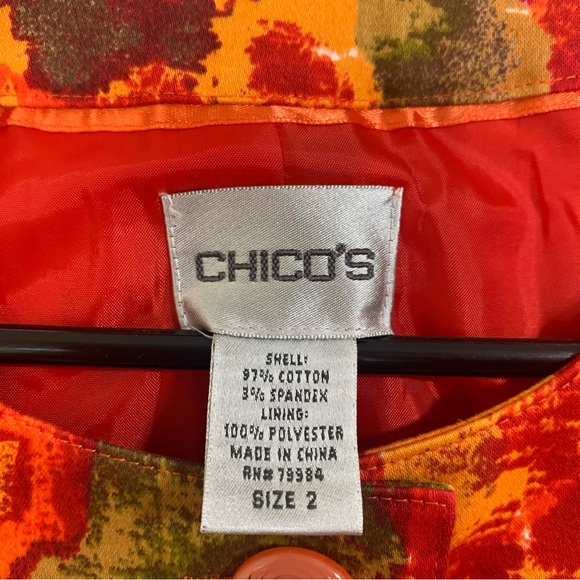 CHICO'S
SHELL:
97% COTTON
3% SPANDEX
LINING:
100% POLYESTER
MADE IN CHINA
RN# 79984
SIZE 2